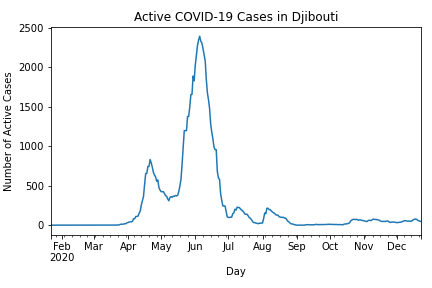 Active COVID-19 Cases in Djibouti
Number of Active Cases
2500
2000
1500
1000
500
0
Feb Mar Apr May Jun Jul Aug Sep Oct Nov Dec
2020
Day